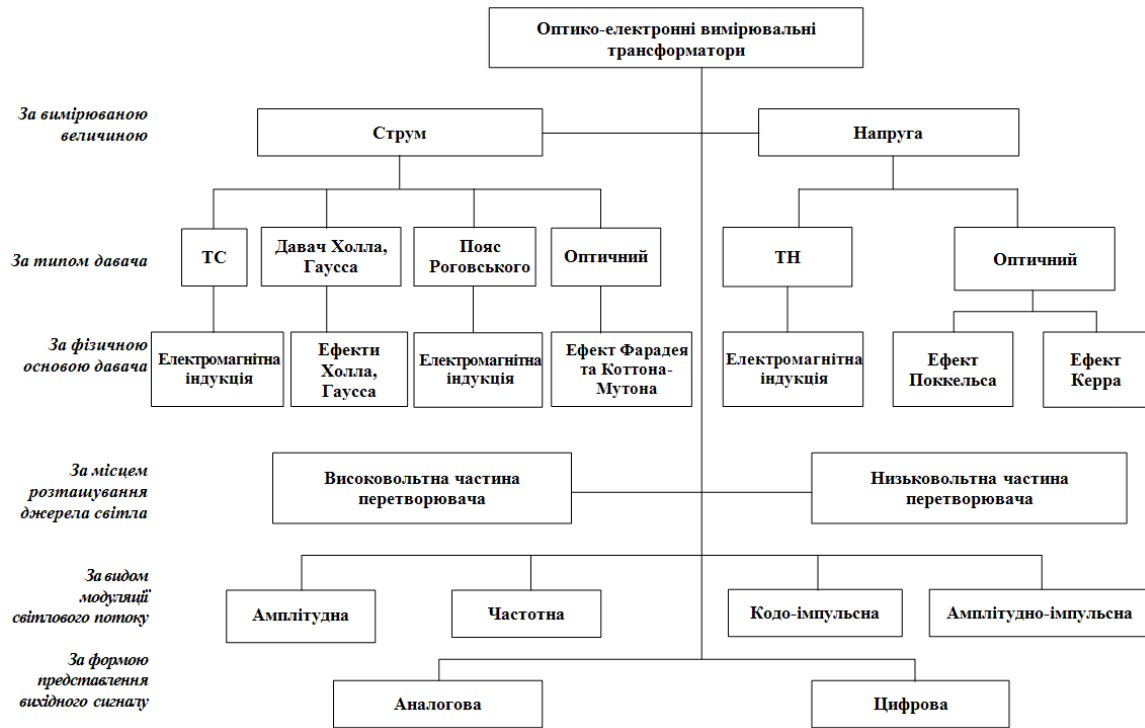 Оптико-електронні вимірювальні
трансформатори
За вимірюваною
величиною
Струм
Напруга
За типом давача
ТС
Давач Холла,
Гаусса
Пояс
Роговського
Оптичний
ТН
Оптичний
За фізичною
основою давача
Електромагнітна
індукція
Ефекти
Холла,
Гаусса
Електромагнітна
індукція
Ефект Фарадея
та Коттона-
Мутона
Електромагнітна
індукція
Ефект
Поккельса
Ефект
Керра
За місцем
розташування
джерела світла
Високовольтна частина
перетворювача
Низьковольтна частина
перетворювача
За видом
модуляції
світлового потоку
Амплітудна
Частотна
Кодо-імпульсна
Амплітудно-імпульсна
За формою
представлення
вихідного сигналу
Аналогова
Цифрова